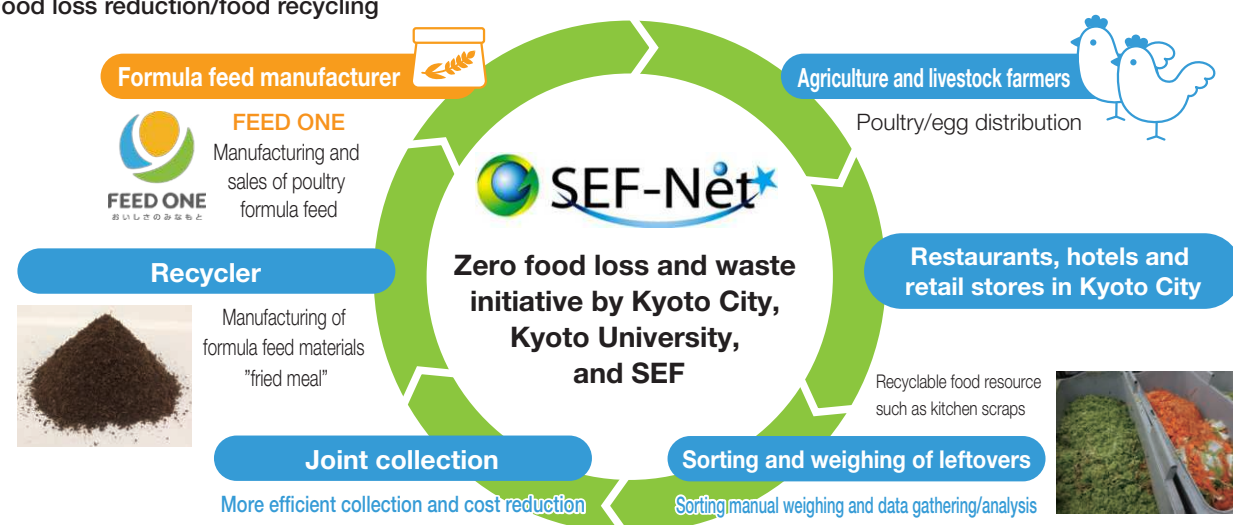 ood loss reduction/food recycling
Formula feed manufacturer
FEED ONE
Manufacturing and
sales of poultry
formula feed
FEED ONE
おいしさのみなもと
Agriculture and livestock farmers
Poultry/egg distribution
SEF-Net
Zero food loss and waste
initiative by Kyoto City,
Kyoto University,
and SEF
Recycler
Manufacturing of
formula feed materials
"fried meal"
Restaurants, hotels and
retail stores in Kyoto City
Recyclable food resource
such as kitchen scraps
Joint collection
More efficient collection and cost reduction
Sorting and weighing of leftovers
Sorting manual weighing and data gathering/analysis